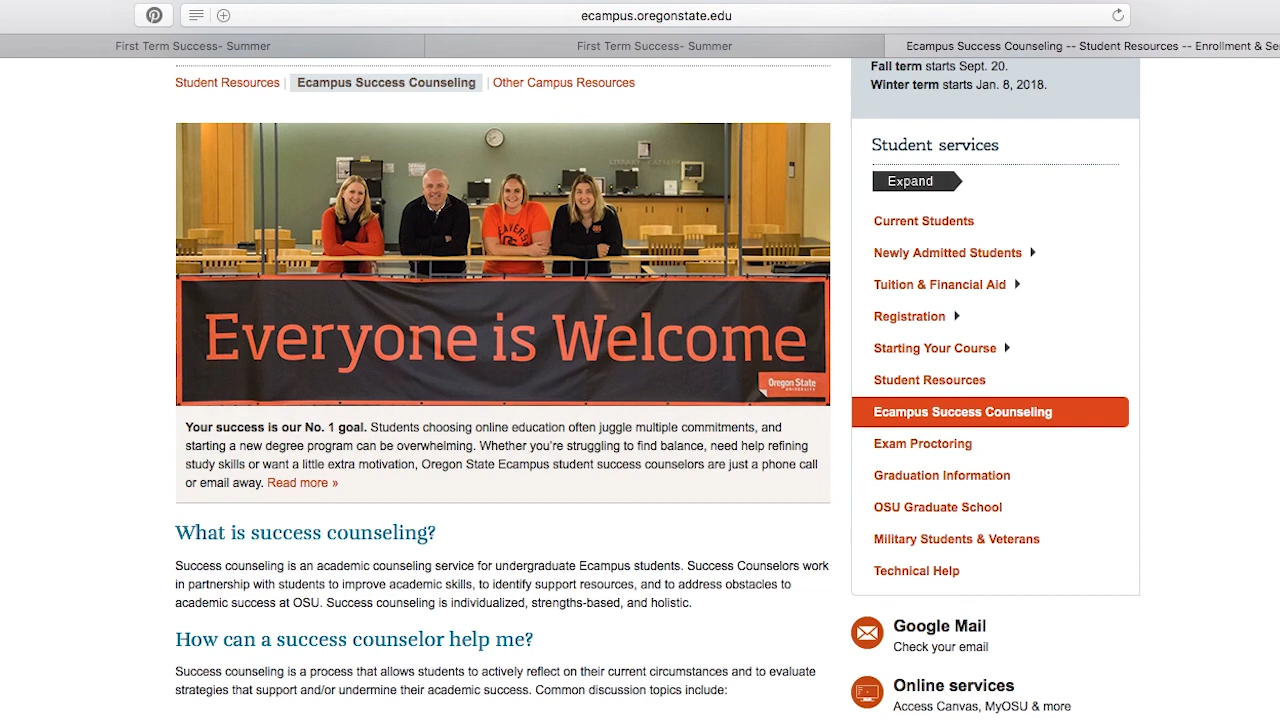 ecampus.oregonstate.edu
First Term Success- Summer
First Term Success- Summer
Ecampus Success Counseling -- Student Resources -- Enrollment & Se
Student Resources | Ecampus Success Counseling | Other Campus Resources
Everyone is Welcome
Oregon State
UNIVERSITY
Your success is our No. 1 goal. Students choosing online education often juggle multiple commitments, and
starting a new degree program can be overwhelming. Whether you're struggling to find balance, need help refining
study skills or want a little extra motivation, Oregon State Ecampus student success counselors are just a phone call
or email away. Read more »
What is success counseling?
Success counseling is an academic counseling service for undergraduate Ecampus students. Success Counselors work
in partnership with students to improve academic skills, to identify support resources, and to address obstacles to
academic success at OSU. Success counseling is individualized, strengths-based, and holistic.
How can a success counselor help me?
Success counseling is a process that allows students to actively reflect on their current circumstances and to evaluate
strategies that support and/or undermine their academic success. Common discussion topics include:
Fall term starts Sept. 20.
Winter term starts Jan. 8, 2018.
Student services
Expand
Current Students
Newly Admitted Students
Tuition & Financial Aid
Registration
Starting Your Course
Student Resources
Ecampus Success Counseling
Exam Proctoring
Graduation Information
OSU Graduate School
Military Students & Veterans
Technical Help
Google Mail
Check your email
Online services
Access Canvas, MyOSU & more